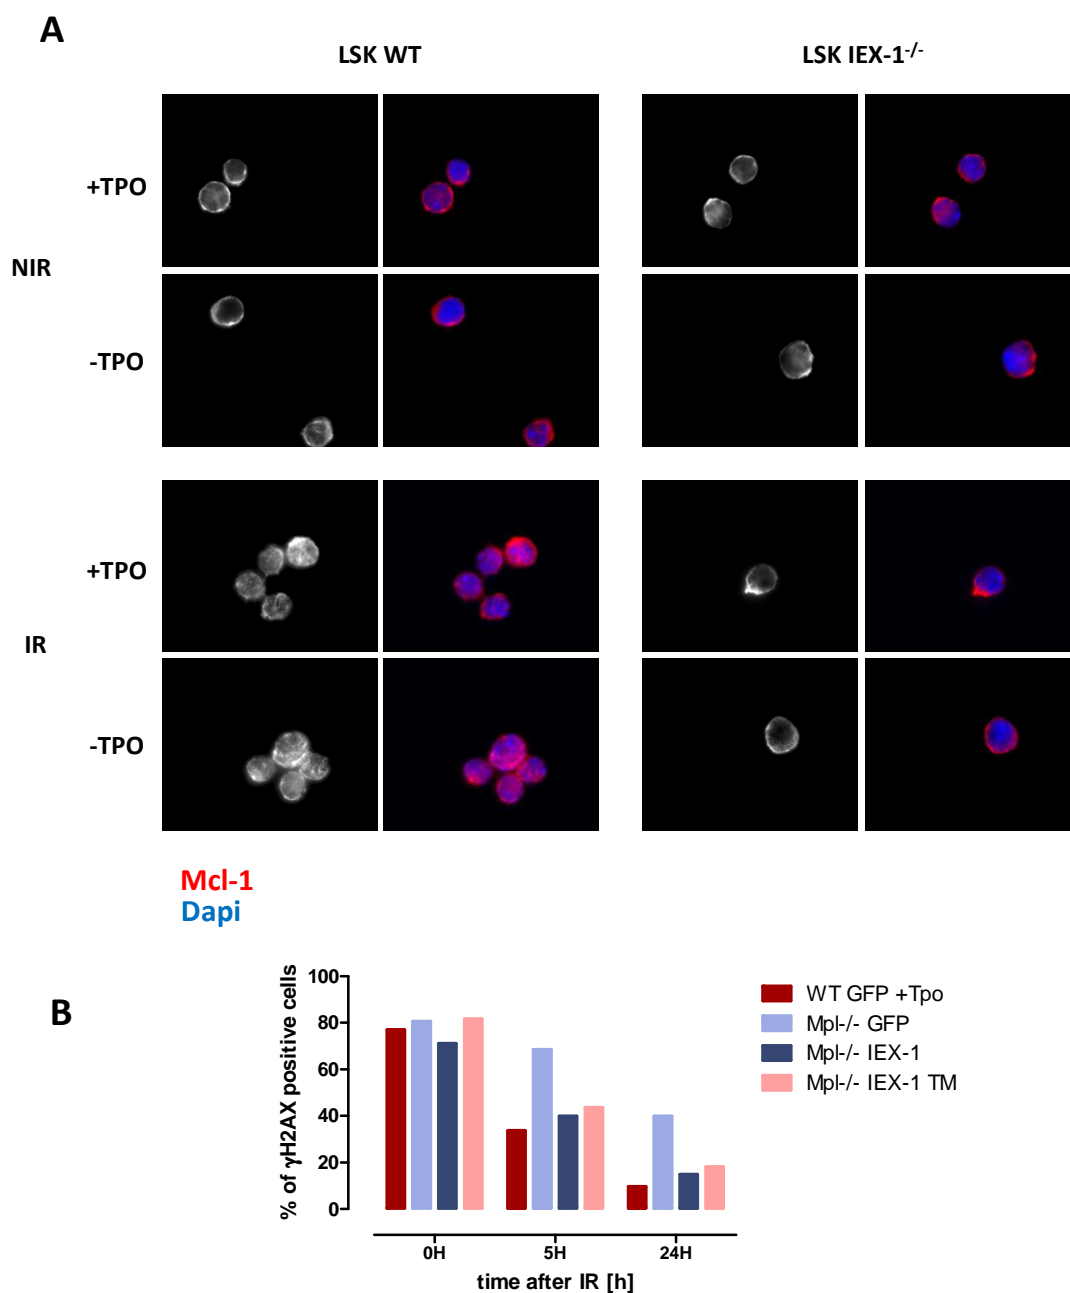 A
LSK WT
LSK IEX-1-/-
+TPO
NIR
-TPO
+TPO
IR
-TPO
Mcl-1
Dapi
B
% of γH2AX positive cells
100
80
60
40
20
0
0H
5H
24H
time after IR [h]
WT GFP +Tpo
Mpl-/- GFP
Mpl-/- IEX-1
Mpl-/- IEX-1 TM